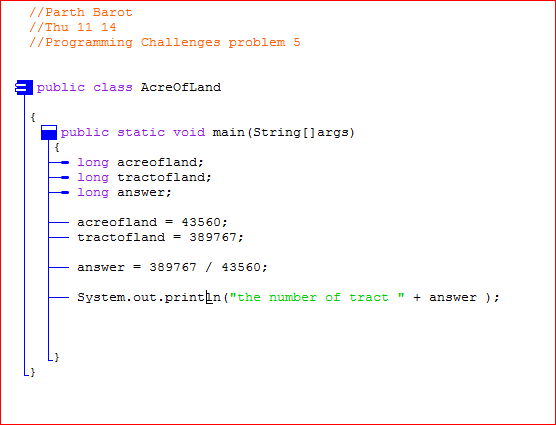 //Parth Barot
//Thu 11 14
//Programming Challenges problem 5
public class AcreOfLand
{
public static void main(String[]args)
{
long acreofland;
long tractofland;
long answer;
acreofland = 43560;
tractofland = 389767;
answer = 389767 / 43560;
System.out.println("the number of tract " + answer );
}
}